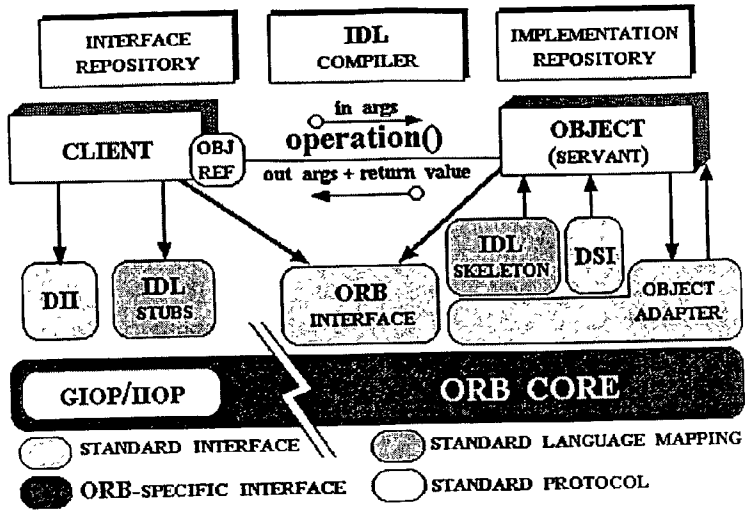 INTERFACE
REPOSITORY
IDL
COMPILER
IMPLEMENTATION
REPOSITORY
in args
operation()
out args + return value
CLIENT
OBJ
REF
OBJECT
(SERVANT)
DII
IDL
STUBS
ORB
INTERFACE
IDL
SKELETON
DSI
OBJECT
ADAPTER
GIOP/IIOP
ORB CORE
STANDARD INTERFACE
STANDARD LANGUAGE MAPPING
ORB-SPECIFIC INTERFACE
STANDARD PROTOCOL